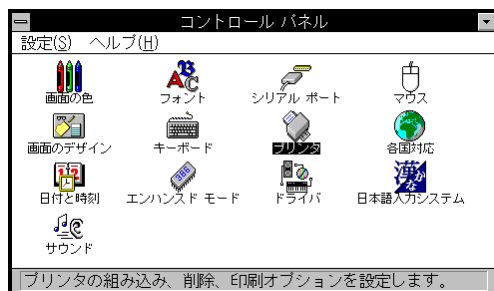 コントロール パネル
設定(S) ヘルプ(H)
画面の色 フォント シリアル ポート マウス
画面のデザイン キーボード プリンタ 各国対応
日付と時刻 エンハンスド モード ドライバ 日本語入力システム
サウンド
プリンタの組み込み、削除、印刷オプションを設定します。